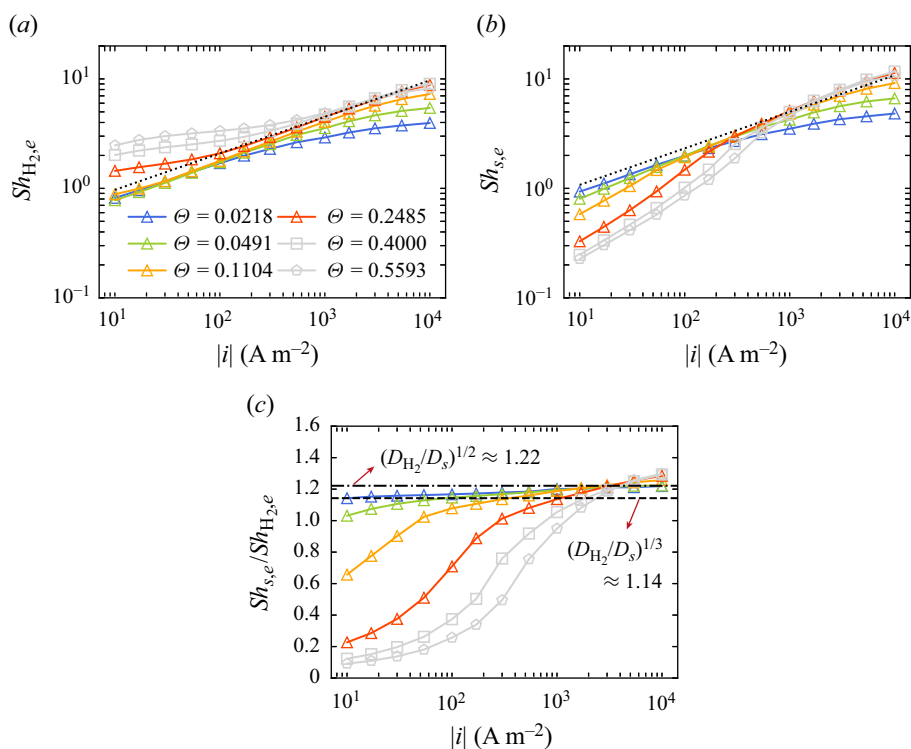 (a)
(b)
10^1
10^0
10^{-1}
Sh_{H_2,e}
Θ = 0.0218
Θ = 0.2485
Θ = 0.0491
Θ = 0.4000
Θ = 0.1104
Θ = 0.5593
10^1
10^2
10^3
10^4
|i| (A m^{–2})
10^1
10^0
10^{-1}
Sh_{s,e}
10^1
10^2
10^3
10^4
|i| (A m^{–2})
(c)
1.6
1.4
1.2
1.0
0.8
0.6
0.4
0.2
0
Sh_{s,e}/Sh_{H_2,e}
(D_{H_2}/D_s)^{1/2} ≈ 1.22
(D_{H_2}/D_s)^{1/3}
≈ 1.14
10^1
10^2
10^3
10^4
|i| (A m^{–2})